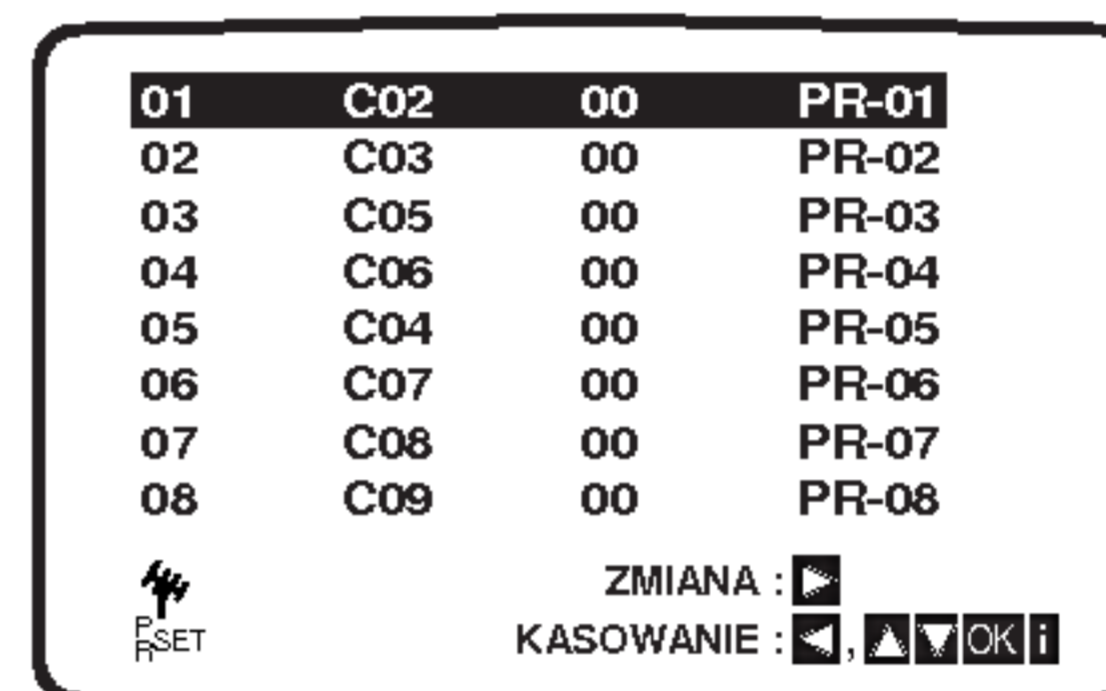 01 C02 00 PR-01
02 C03 00 PR-02
03 C05 00 PR-03
04 C06 00 PR-04
05 C04 00 PR-05
06 C07 00 PR-06
07 C08 00 PR-07
08 C09 00 PR-08
ZMIANA : ▷
PR SET KASOWANIE : ◁ , △ ▽ OK i